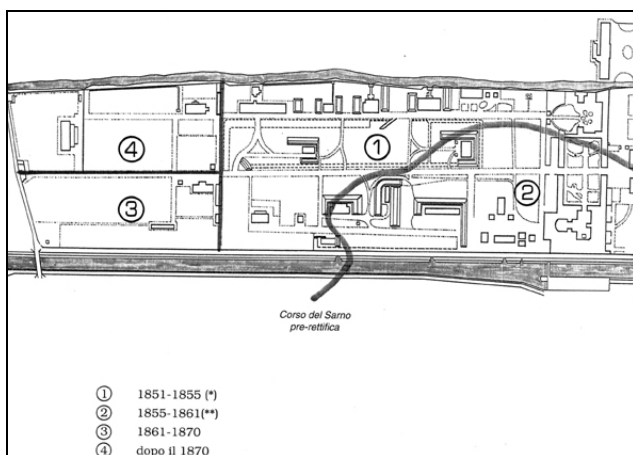 ④
①
②
③
Corso del Sarno
pre-rettifica
① 1851-1855 (*)
② 1855-1861(**)
③ 1861-1870
④ dopo il 1870